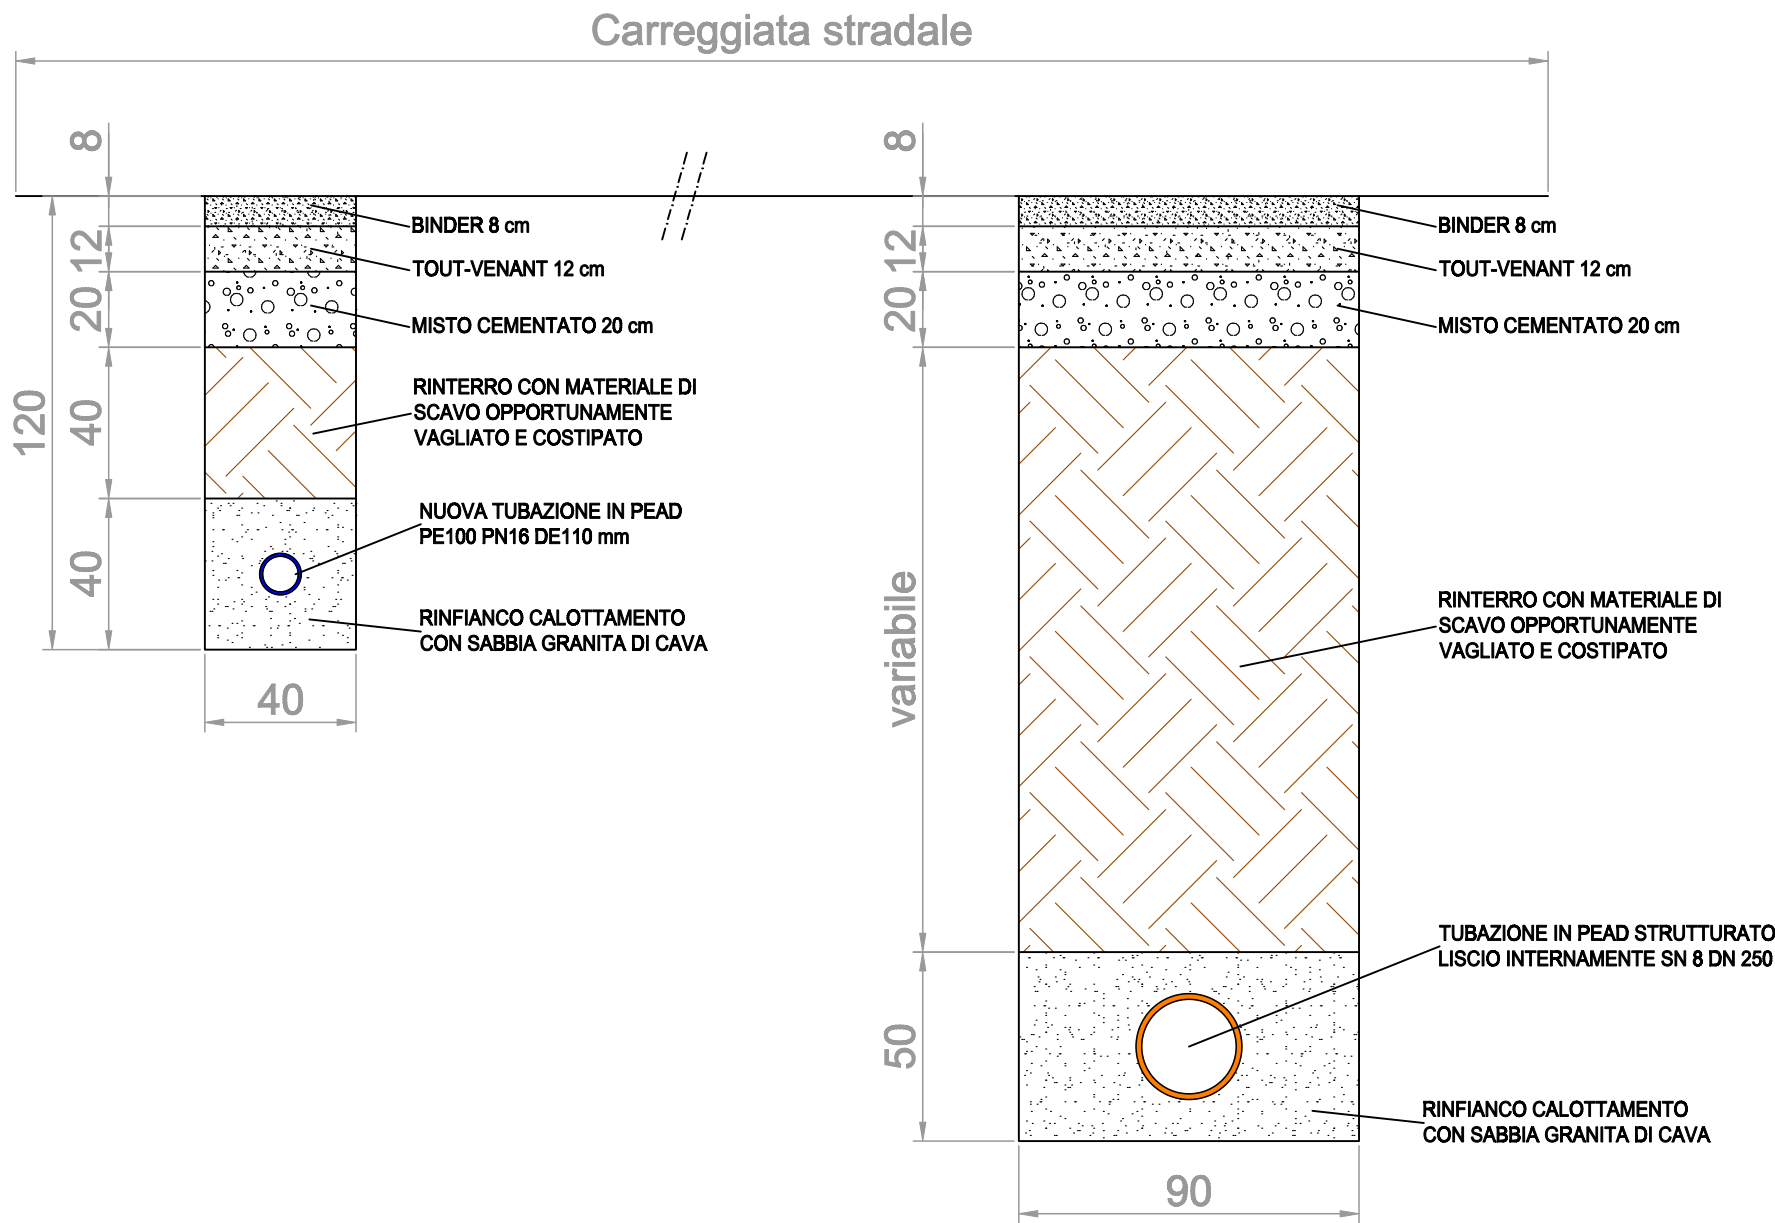 Carreggiata stradale
8
12
20
40
40
120
40
BINDER 8 cm
TOUT-VENANT 12 cm
MISTO CEMENTATO 20 cm
RINTERRO CON MATERIALE DI
SCAVO OPPORTUNAMENTE
VAGLIATO E COSTIPATO
NUOVA TUBAZIONE IN PEAD
PE100 PN16 DE110 mm
RINFIANCO CALOTTAMENTO
CON SABBIA GRANITA DI CAVA
8
12
20
variabile
50
90
BINDER 8 cm
TOUT-VENANT 12 cm
MISTO CEMENTATO 20 cm
RINTERRO CON MATERIALE DI
SCAVO OPPORTUNAMENTE
VAGLIATO E COSTIPATO
TUBAZIONE IN PEAD STRUTTURATO
LISCIO INTERNAMENTE SN 8 DN 250
RINFIANCO CALOTTAMENTO
CON SABBIA GRANITA DI CAVA